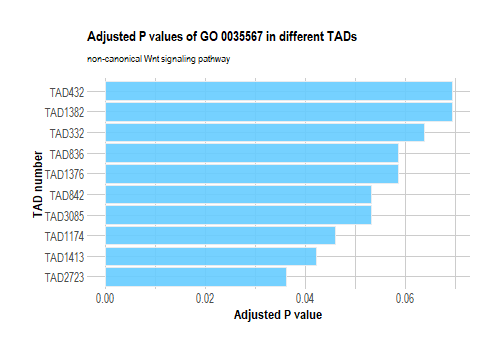 Adjusted P values of GO 0035567 in different TADs
non-canonical Wnt signaling pathway
TAD number
TAD432
TAD1382
TAD332
TAD836
TAD1376
TAD842
TAD3085
TAD1174
TAD1413
TAD2723
0.00 0.02 0.04 0.06
Adjusted P value